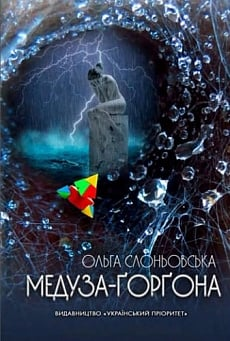 ОЛЬГА СЛОНЬОВСЬКА
МЕДУЗА-ҐОРҐОНА
ВИДАВНИЦТВО «УКРАЇНСЬКИЙ ПРІОРИТЕТ»